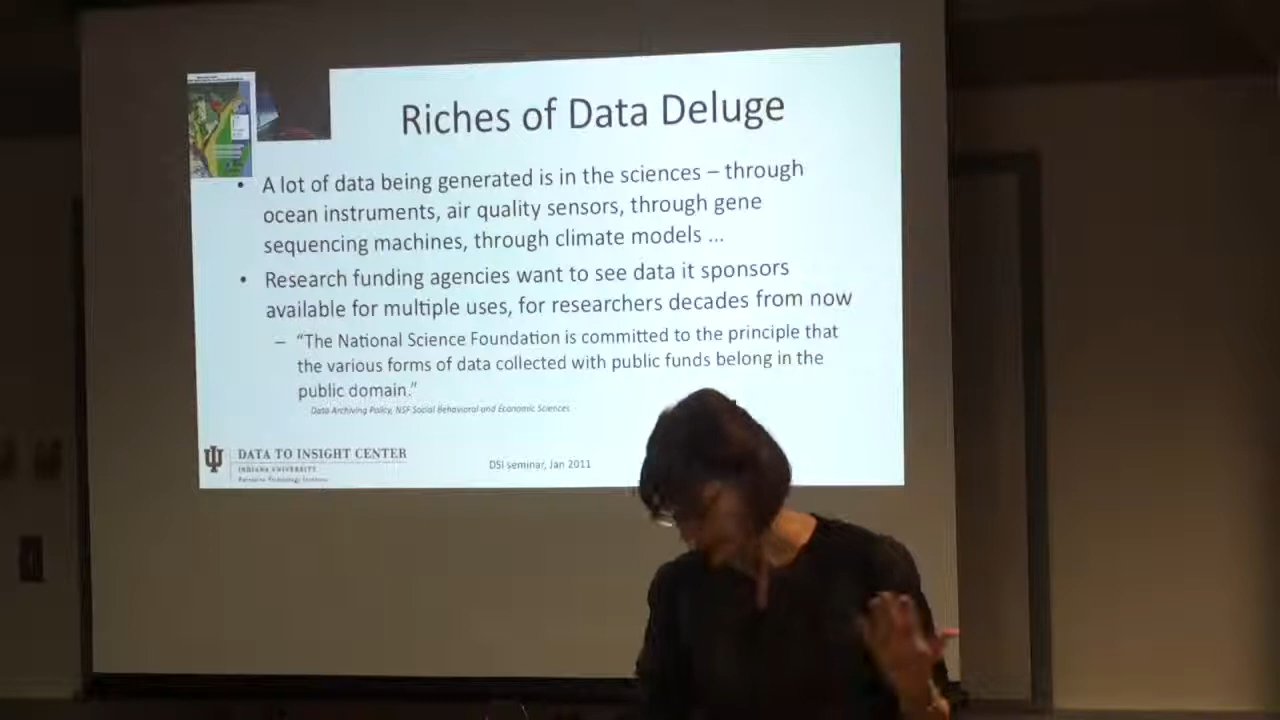 Riches of Data Deluge
• A lot of data being generated is in the sciences – through
ocean instruments, air quality sensors, through gene
sequencing machines, through climate models ...
• Research funding agencies want to see data it sponsors
available for multiple uses, for researchers decades from now
– “The National Science Foundation is committed to the principle that
the various forms of data collected with public funds belong in the
public domain.”
Data Archiving Policy, NSF Social Behavioral and Economic Sciences
DATA TO INSIGHT CENTER
INDIANA UNIVERSITY
Pervasive Technology Institute
DSI seminar, Jan 2011